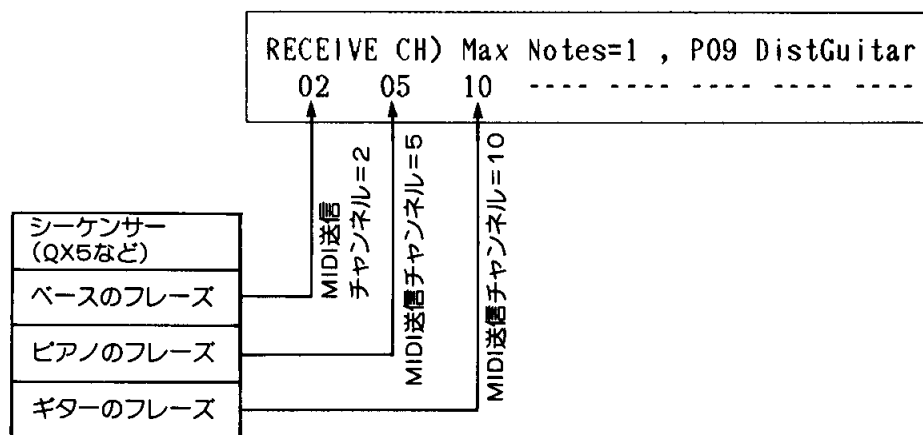 RECEIVE CH) Max Notes=1 , P09 DistGuitar
02 05 10 ---- ---- ---- ---- ----
MIDI送信
チャンネル=2
MIDI送信チャンネル=5
MIDI送信チャンネル=10
シーケンサー
(QX5など)
ベースのフレーズ
ピアノのフレーズ
ギターのフレーズ